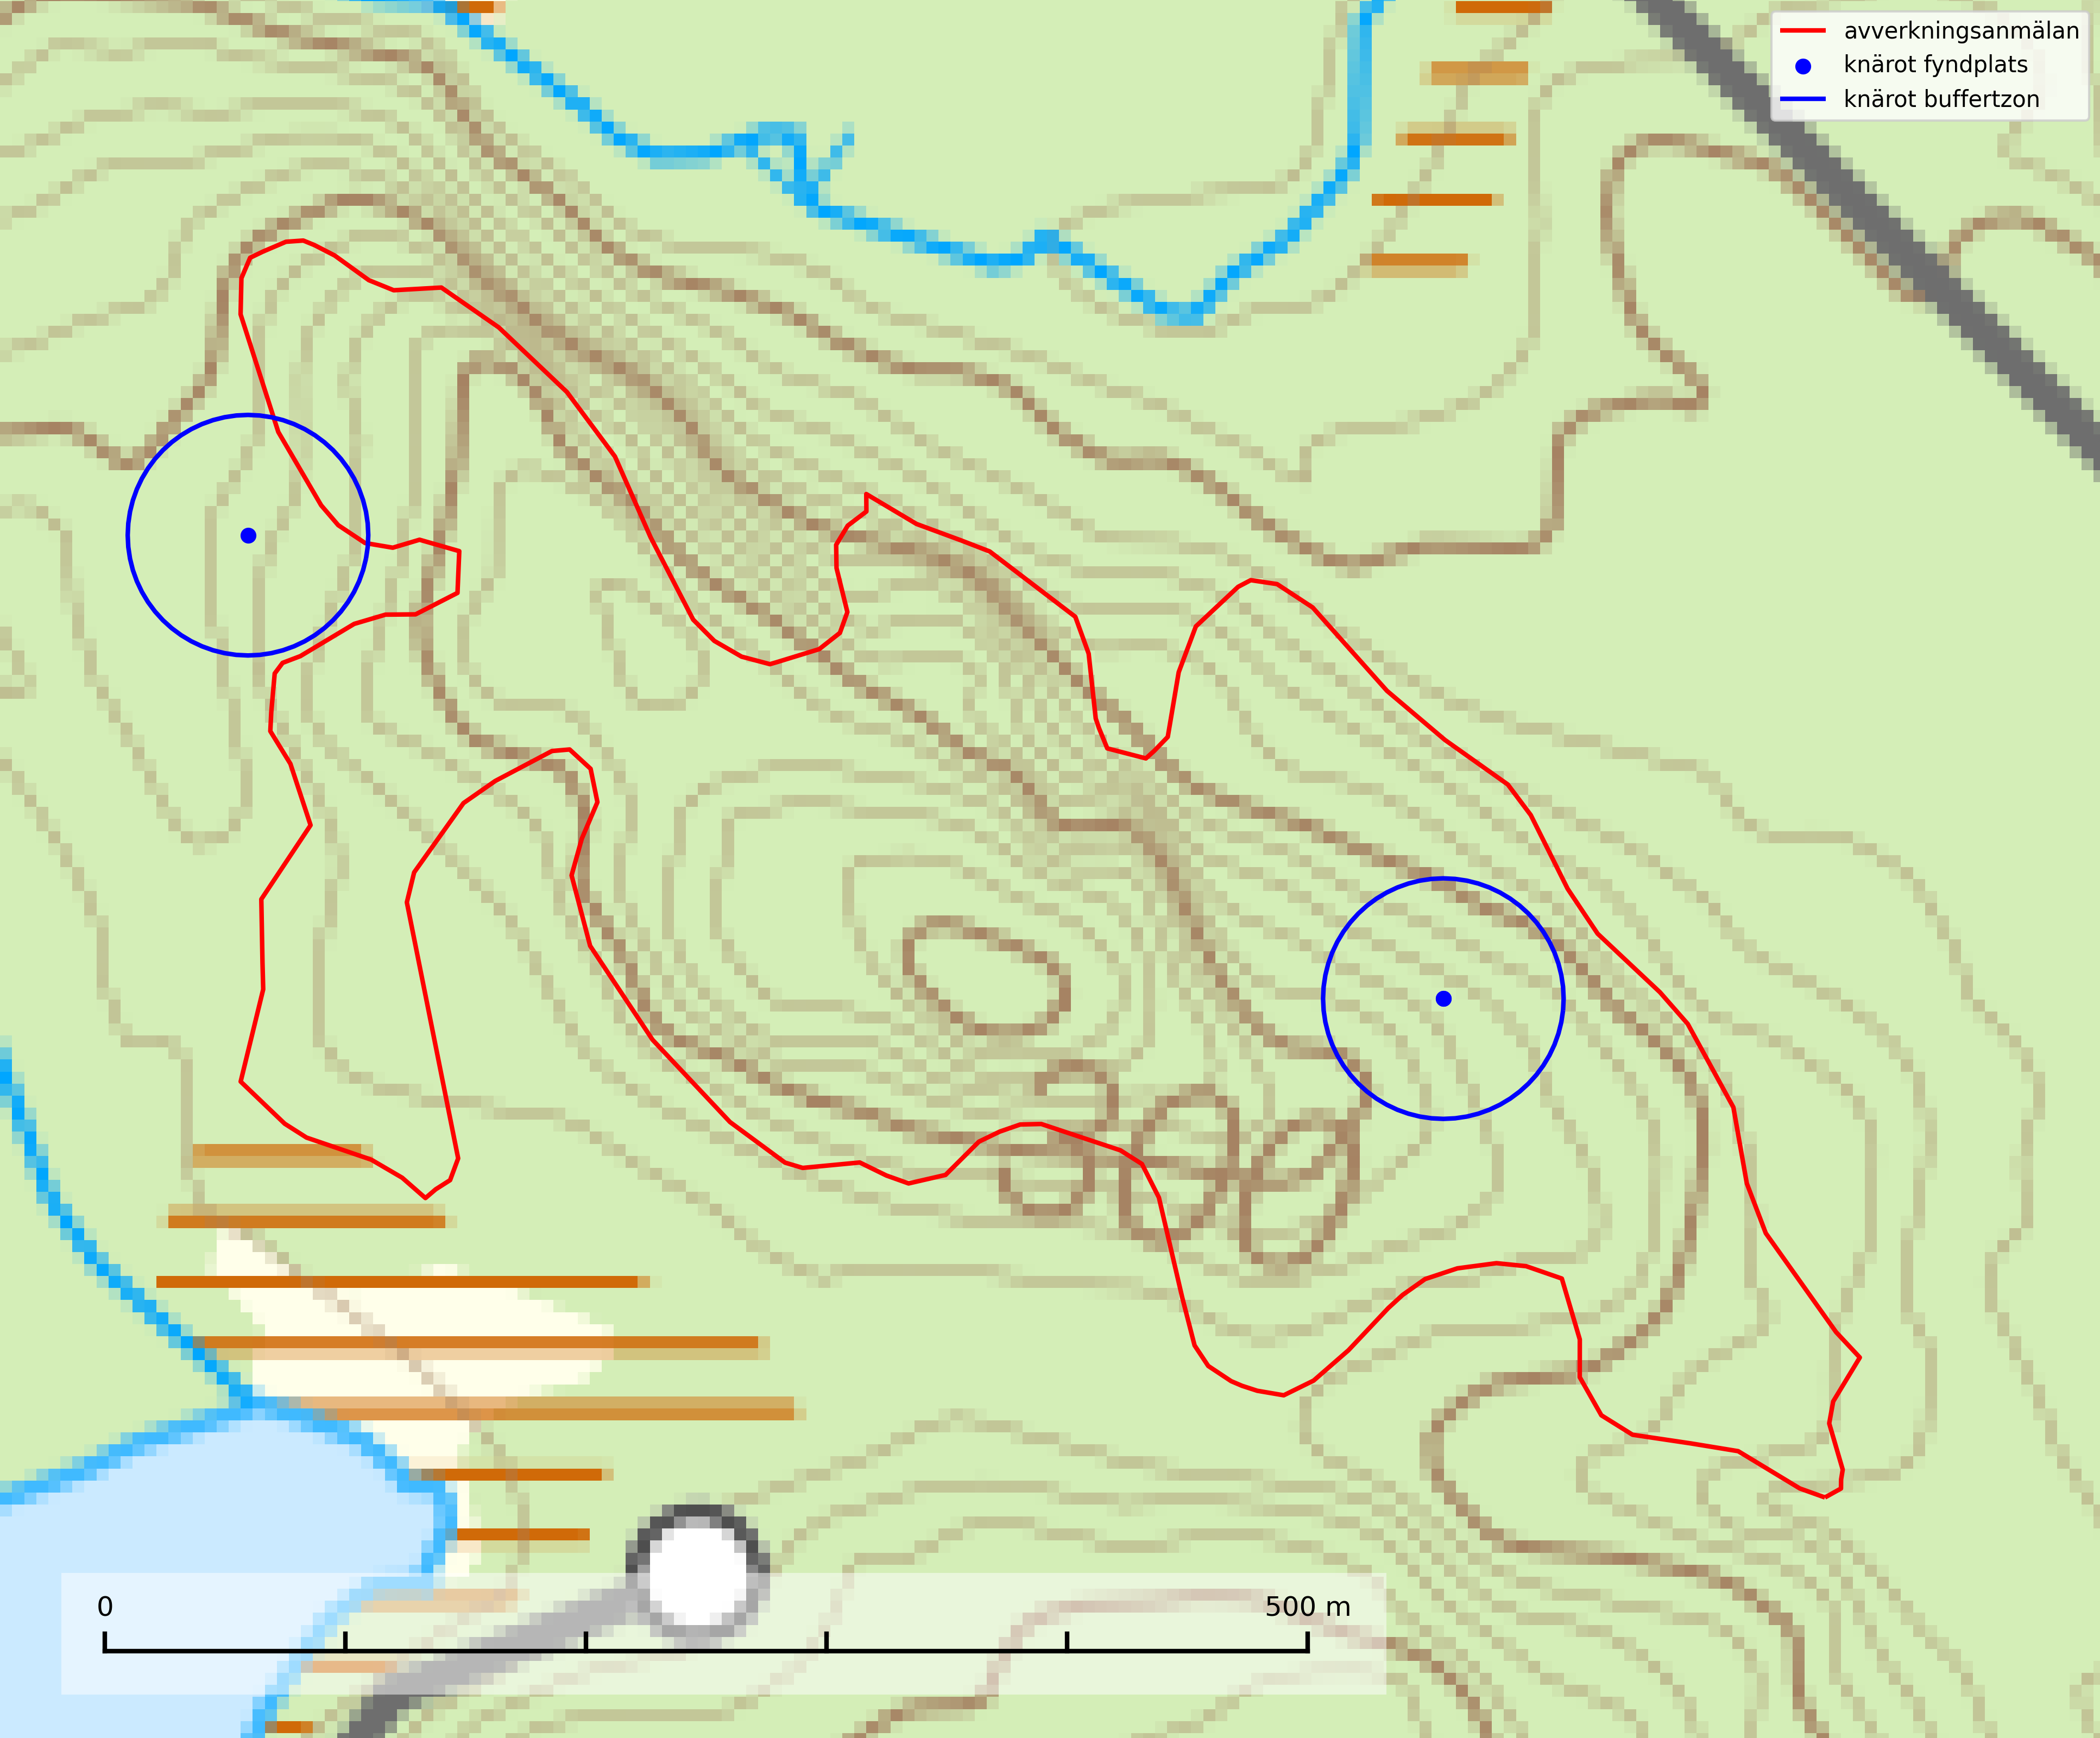 avverkningsanmälan
knärot fyndplats
knärot buffertzon
0
500 m